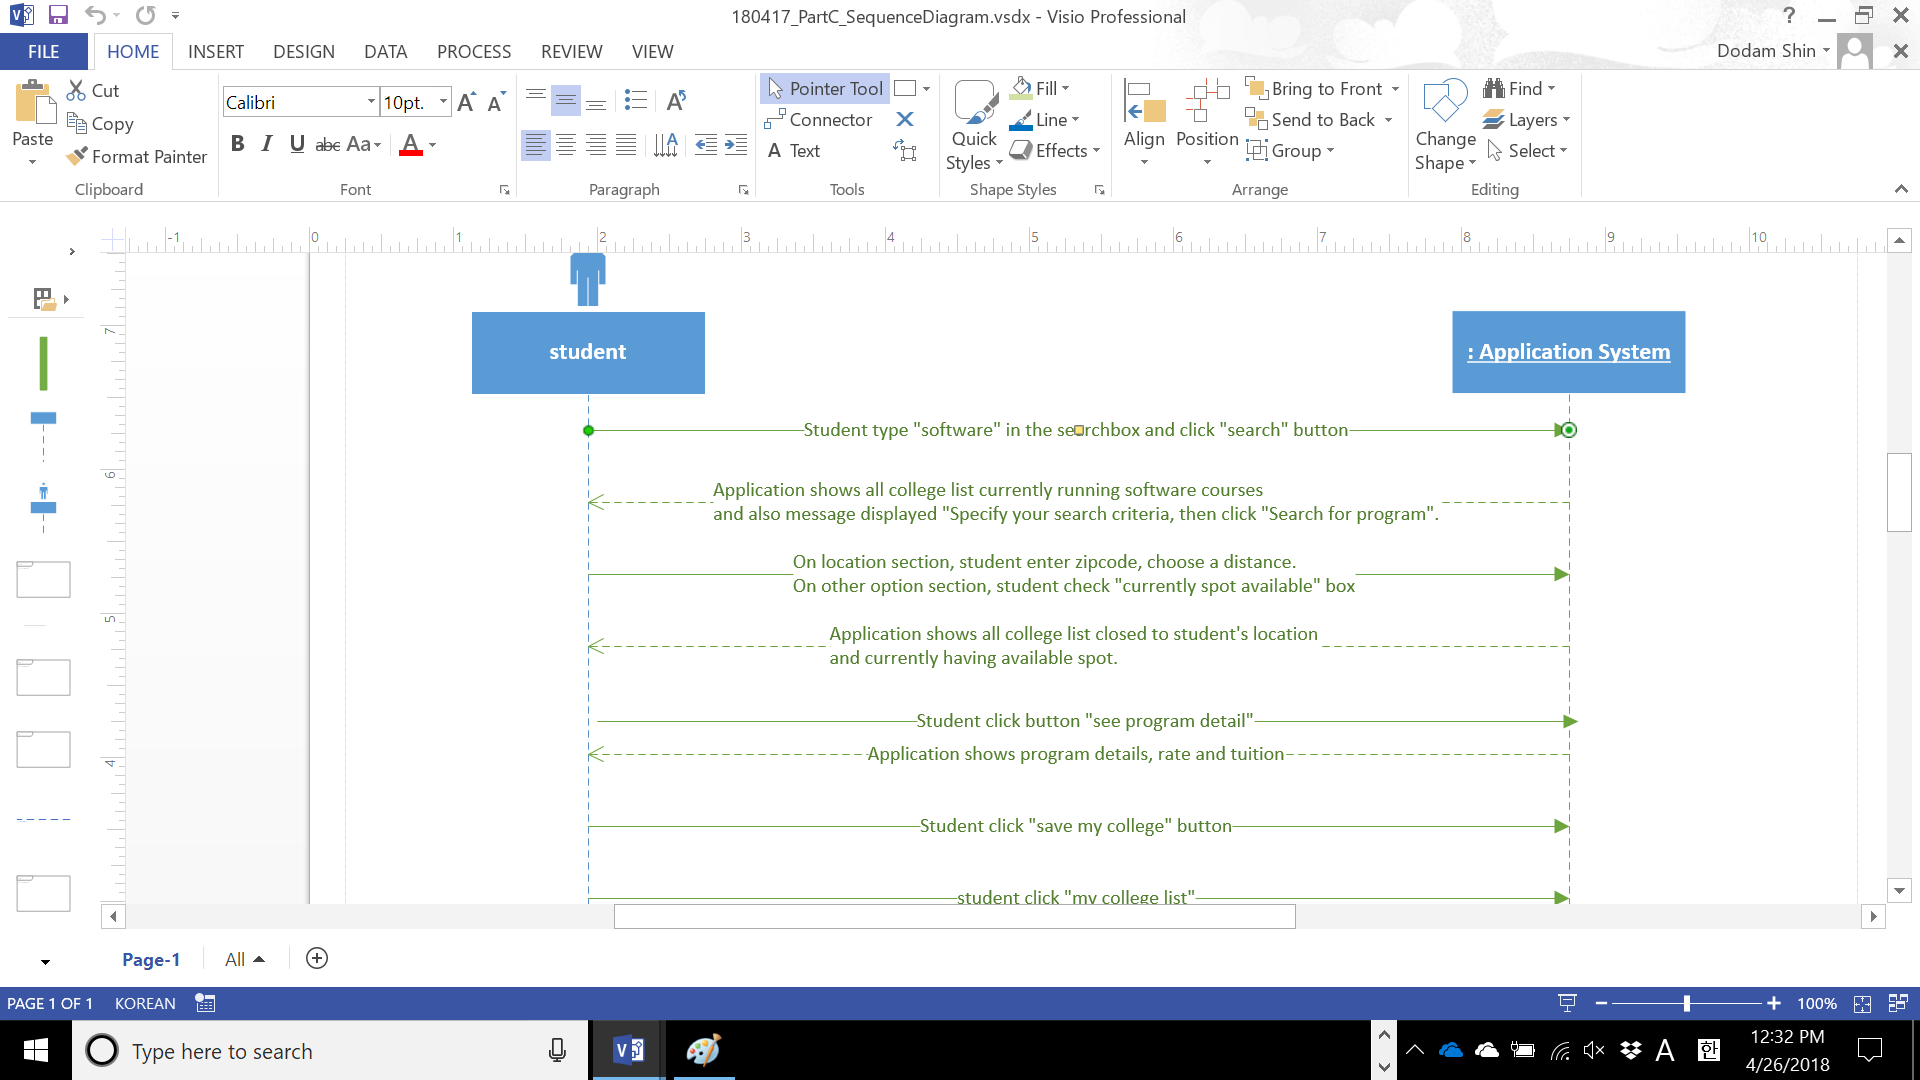 180417_PartC_SequenceDiagram.vsdx - Visio Professional
?
FILE
HOME
INSERT
DESIGN
DATA
PROCESS
REVIEW
VIEW
Dodam Shin
Paste
Cut
Copy
Format Painter
Clipboard
Calibri
10pt.
A A
B I U abc Aa A
Font
Paragraph
Pointer Tool
Connector
A Text
Tools
Quick
Styles
Fill
Line
Effects
Shape Styles
Align
Position
Bring to Front
Send to Back
Group
Arrange
Change
Shape
Find
Layers
Select
Editing
-1 0 1 2 3 4 5 6 7 8 9 10
7
6
5
4
student
: Application System
Student type "software" in the searchbox and click "search" button
Application shows all college list currently running software courses
and also message displayed "Specify your search criteria, then click "Search for program".
On location section, student enter zipcode, choose a distance.
On other option section, student check "currently spot available" box
Application shows all college list closed to student's location
and currently having available spot.
Student click button "see program detail"
Application shows program details, rate and tuition
Student click "save my college" button
student click "my college list"
Page-1
All
PAGE 1 OF 1
KOREAN
100%
Type here to search
A
한
12:32 PM
4/26/2018